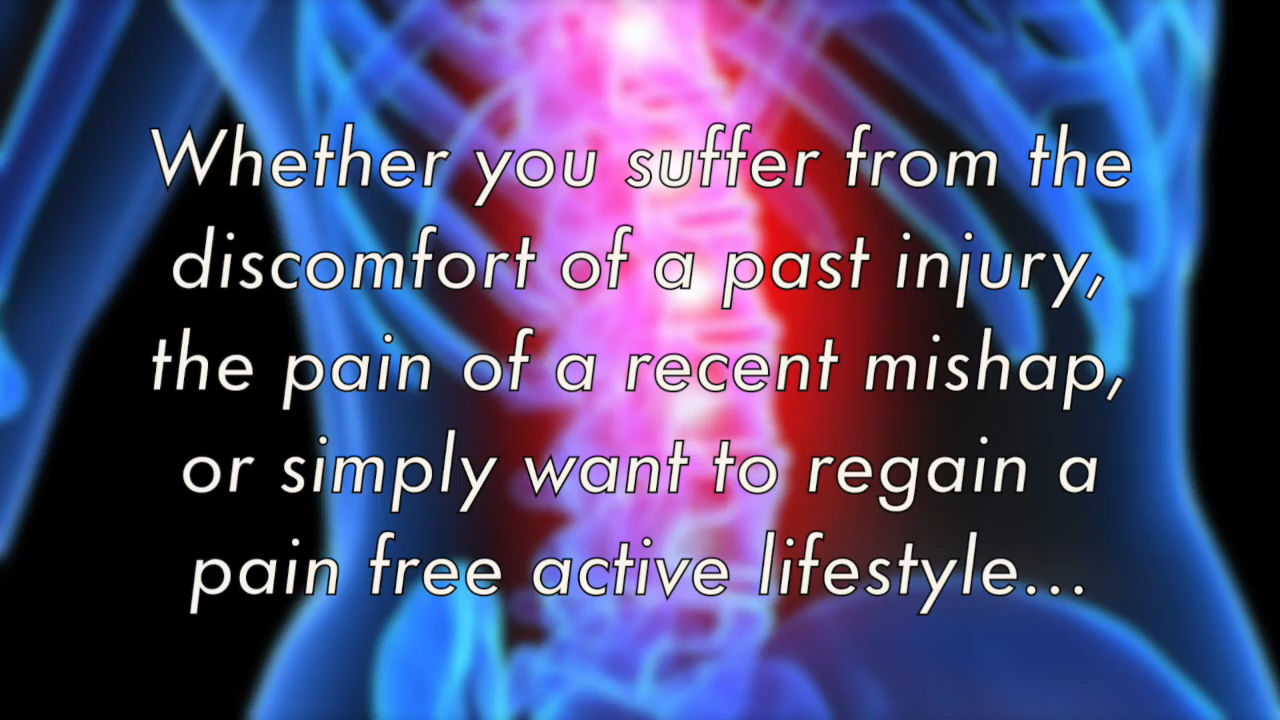 Whether you suffer from the
discomfort of a past injury,
the pain of a recent mishap,
or simply want to regain a
pain free active lifestyle...